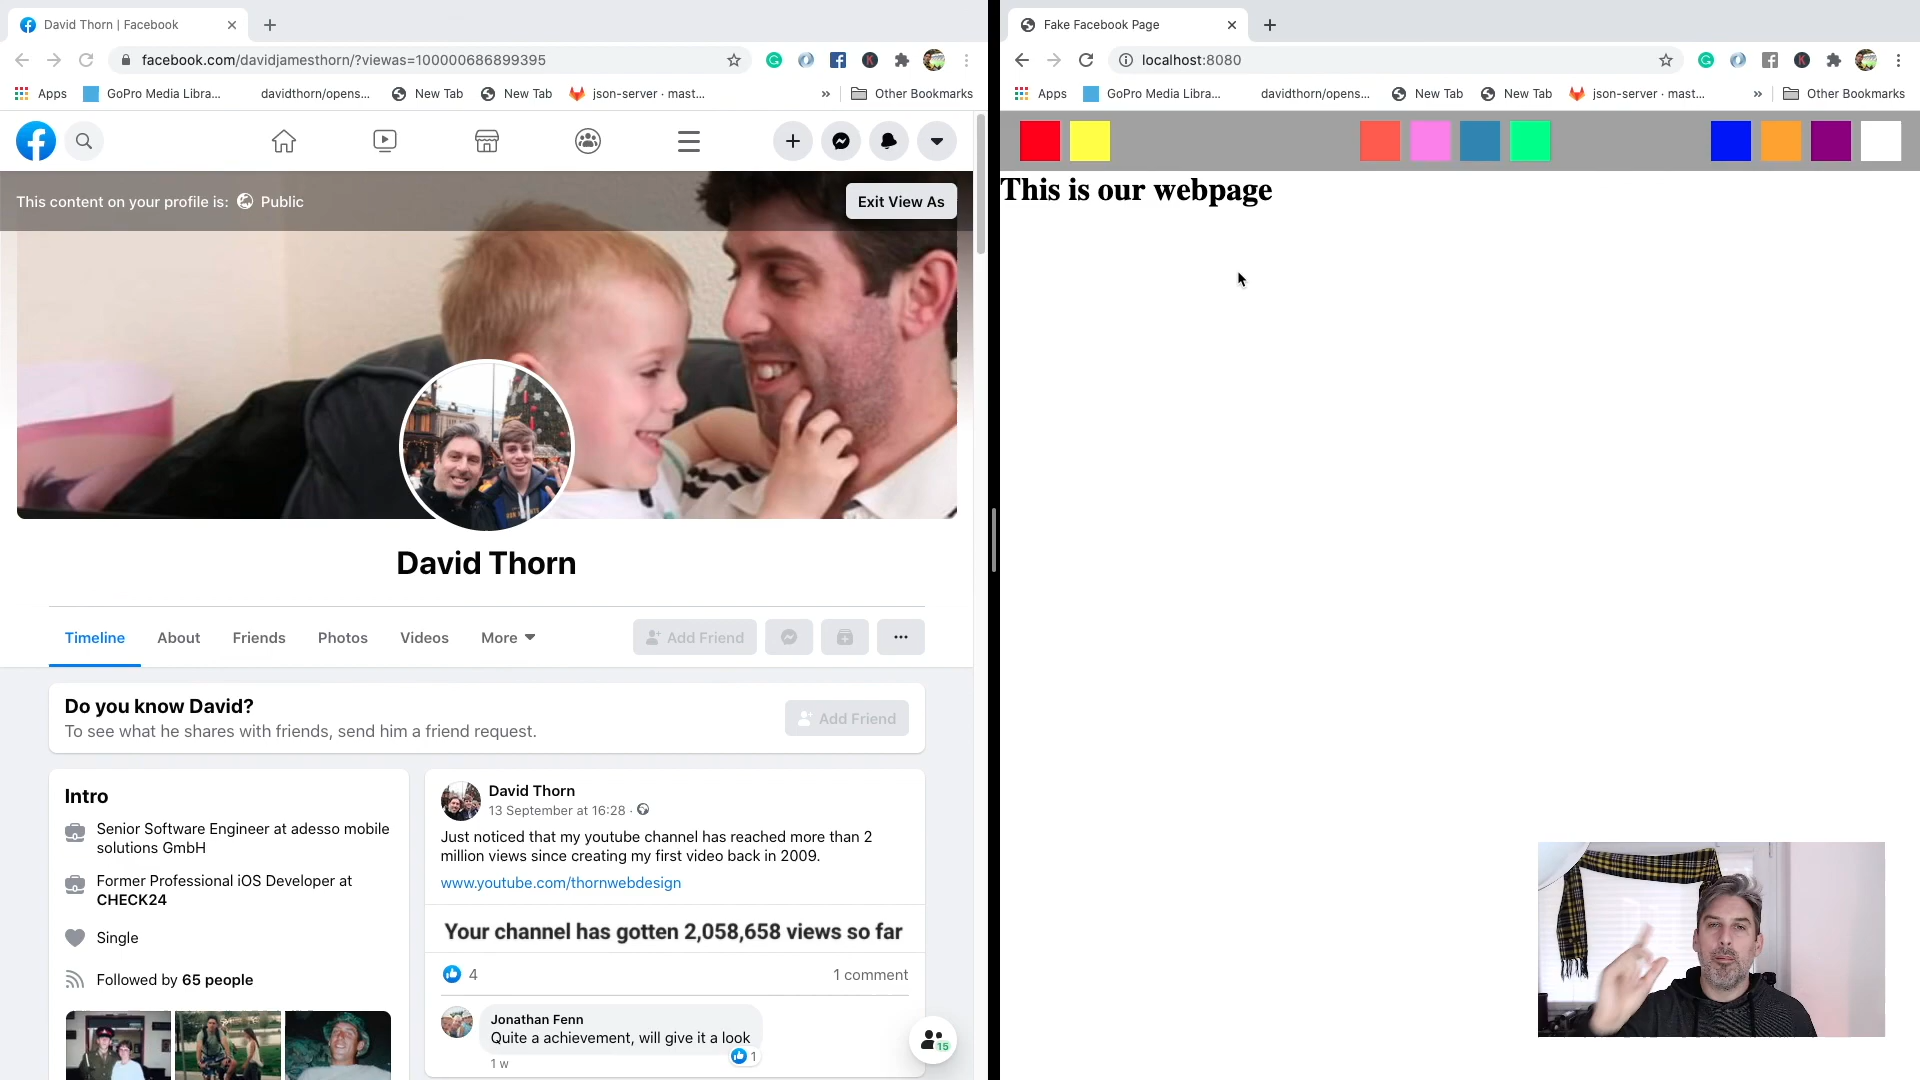 David Thorn | Facebook
facebook.com/davidjamesthorn/?viewas=100000686899395
Apps
GoPro Media Libra...
davidthorn/opens...
New Tab
New Tab
json-server · mast...
»
Other Bookmarks
This content on your profile is: Public
Exit View As
David Thorn
Timeline
About
Friends
Photos
Videos
More
Add Friend
Do you know David?
To see what he shares with friends, send him a friend request.
Add Friend
Intro
Senior Software Engineer at adesso mobile
solutions GmbH
Former Professional iOS Developer at
CHECK24
Single
Followed by 65 people
David Thorn
13 September at 16:28 ·
Just noticed that my youtube channel has reached more than 2
million views since creating my first video back in 2009.
www.youtube.com/thornwebdesign
Your channel has gotten 2,058,658 views so far
4
1 comment
Jonathan Fenn
Quite a achievement, will give it a look
1
1 w
15
Fake Facebook Page
localhost:8080
Apps
GoPro Media Libra...
davidthorn/opens...
New Tab
New Tab
json-server · mast...
»
Other Bookmarks
This is our webpage